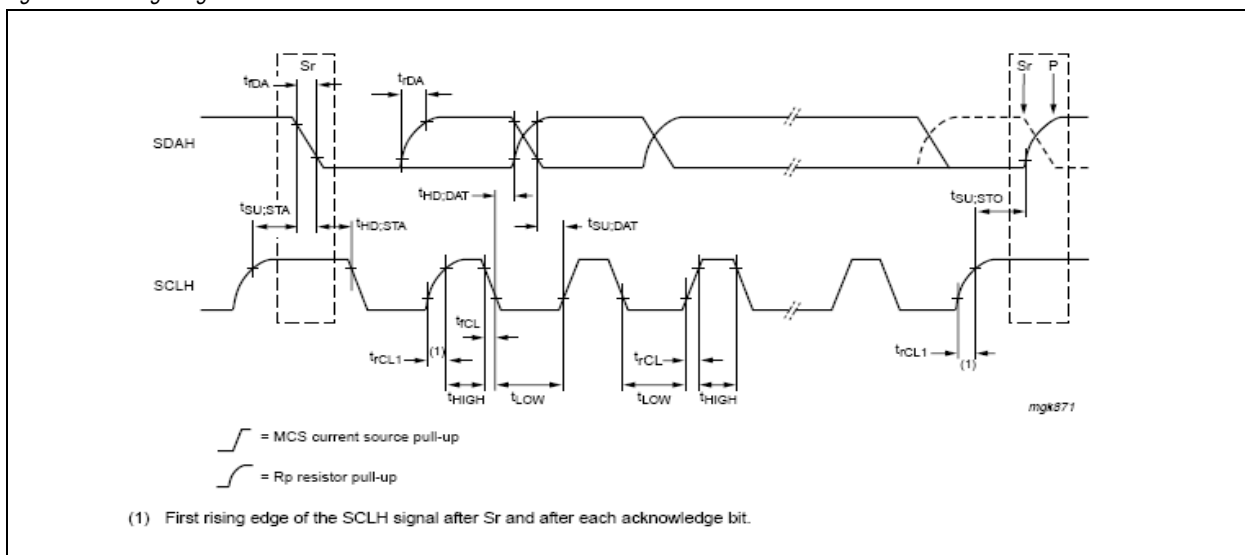 Sr
tfDA
trDA
Sr P
SDAH
tHD;DAT
tSU;STA
tHD;STA
tSU;DAT
tSU;STO
SCLH
tfCL
trCL1
(1)
trCL
trCL1
(1)
tHIGH
tLOW
tLOW
tHIGH
mgk871
= MCS current source pull-up
= Rp resistor pull-up
(1) First rising edge of the SCLH signal after Sr and after each acknowledge bit.